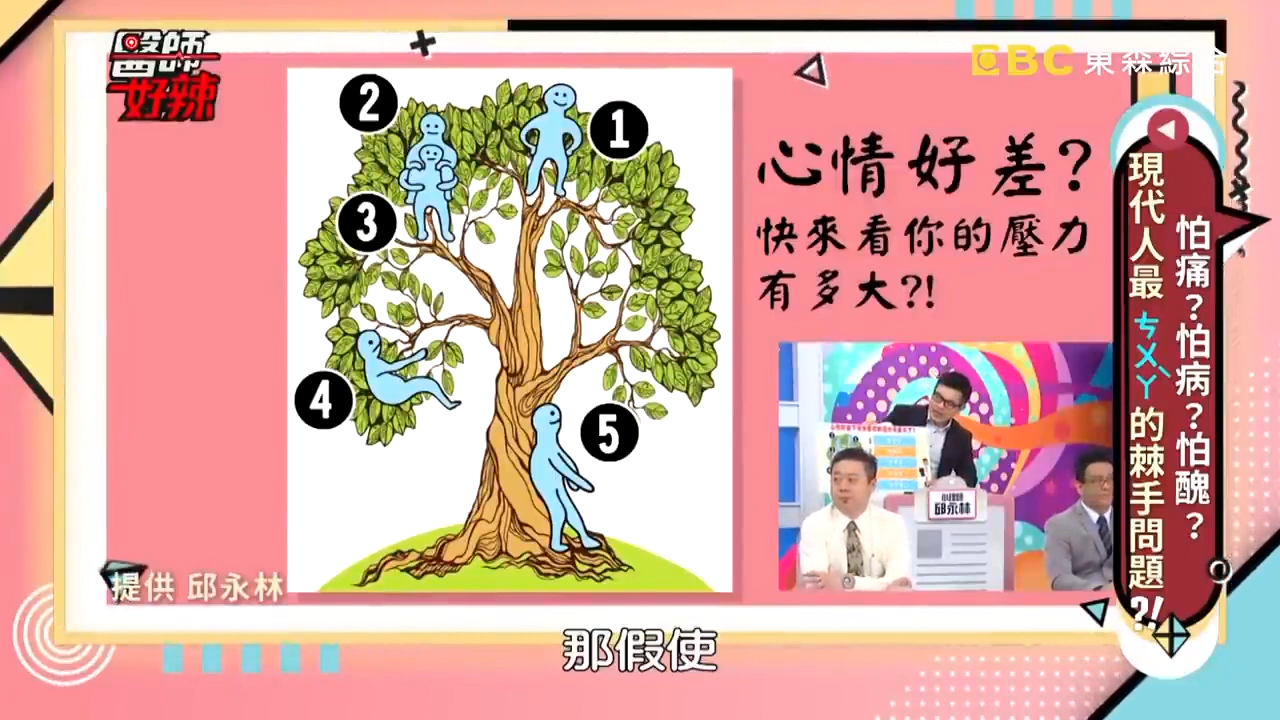 醫師
好辣
EBC 東森綜合
2
1
3
4
5
心情好差?
快來看你的壓力
有多大?!
怕痛?怕病?怕醜?
現代人最ㄘㄨㄚˋ的棘手問題?!
心理師
邱永林
提供 邱永林
那假使